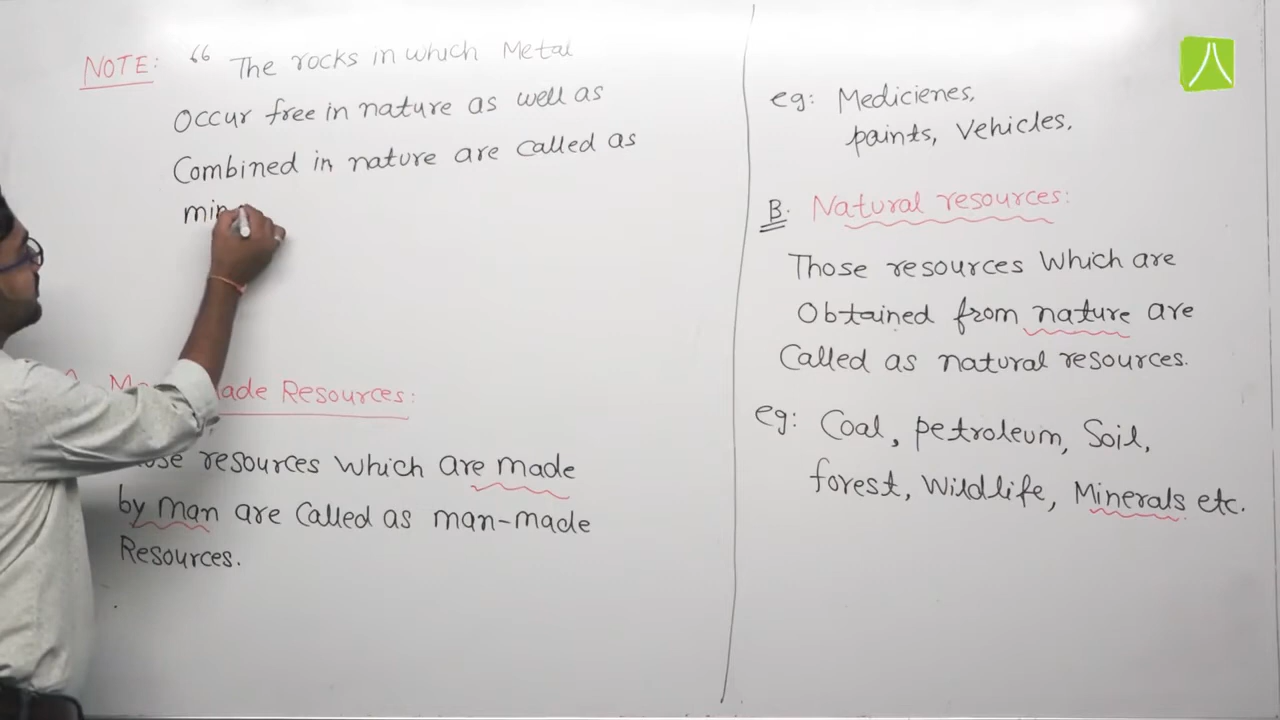 NOTE: “ The rocks in which Metal
Occur free in nature as well as
Combined in nature are called as
Made Resources:
resources which are made
by man are called as man-made
Resources.
eg: Medicienes,
paints, Vehicles.
B. Natural resources:
Those resources which are
Obtained from nature are
Called as natural resources.
eg: Coal, petroleum, Soil,
forest, Wildlife, Minerals etc.